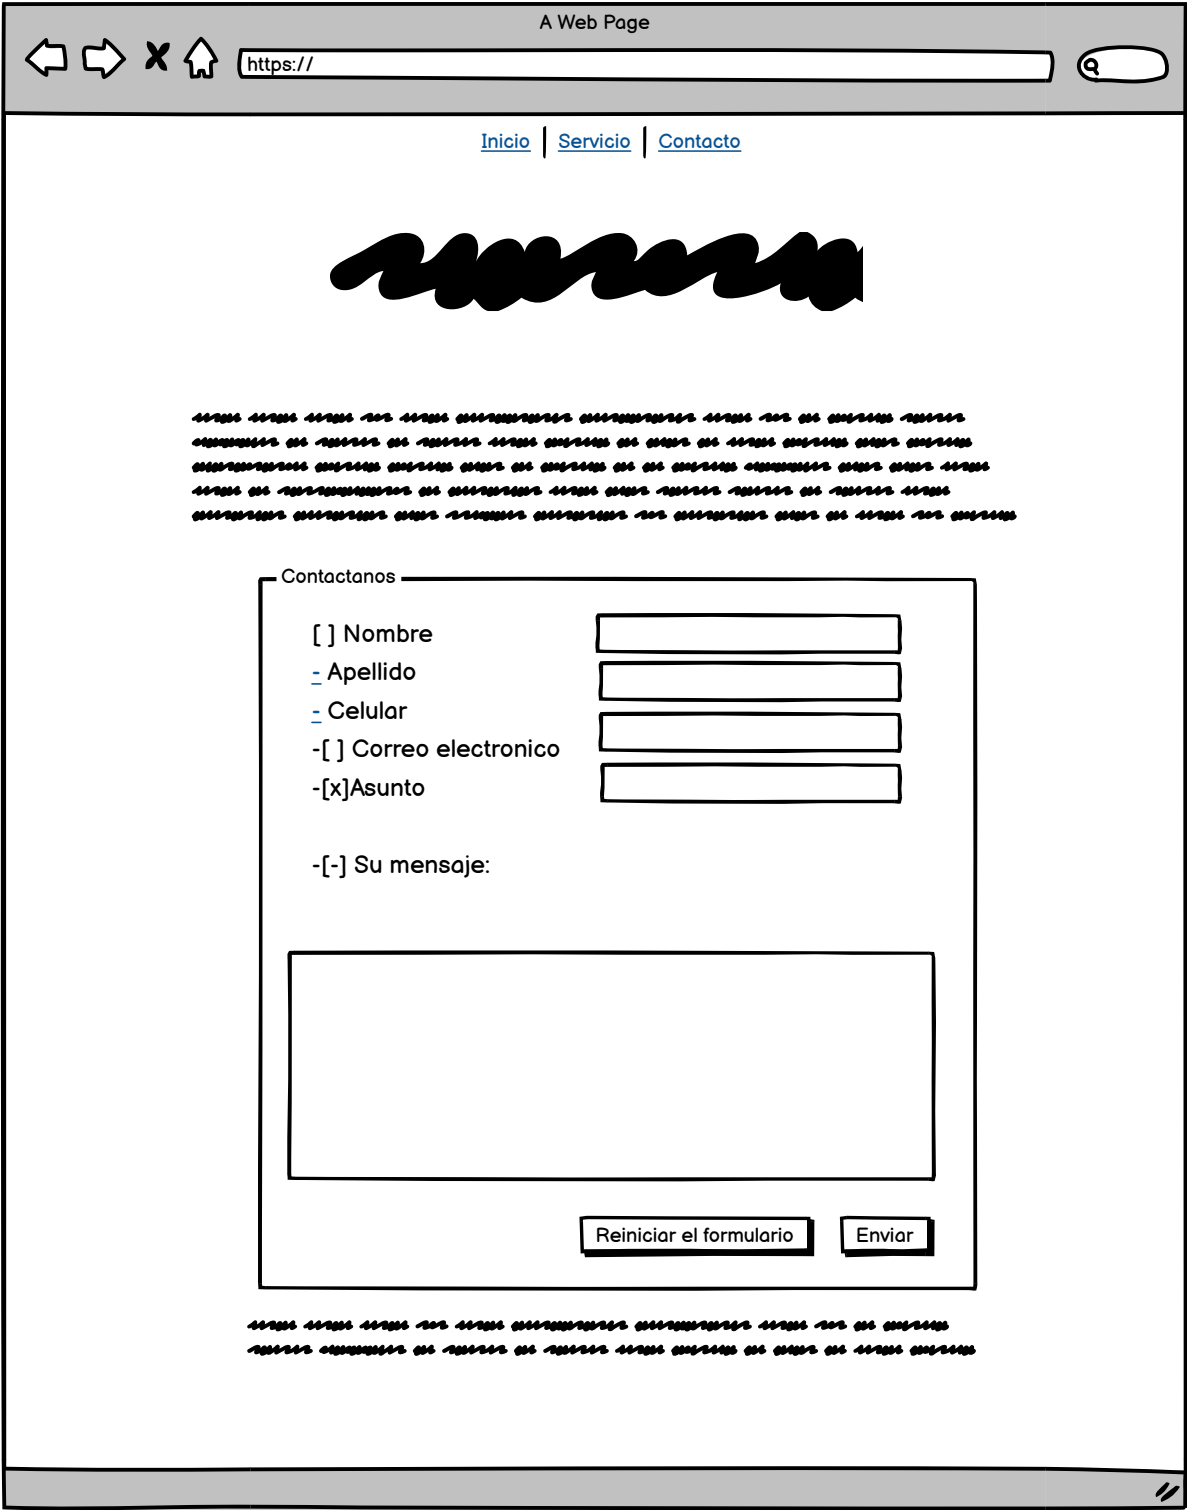 A Web Page
https://
Inicio | Servicio | Contacto
Contactanos
[ ] Nombre
- Apellido
- Celular
-[ ] Correo electronico
-[x]Asunto
-[-] Su mensaje:
Reiniciar el formulario
Enviar